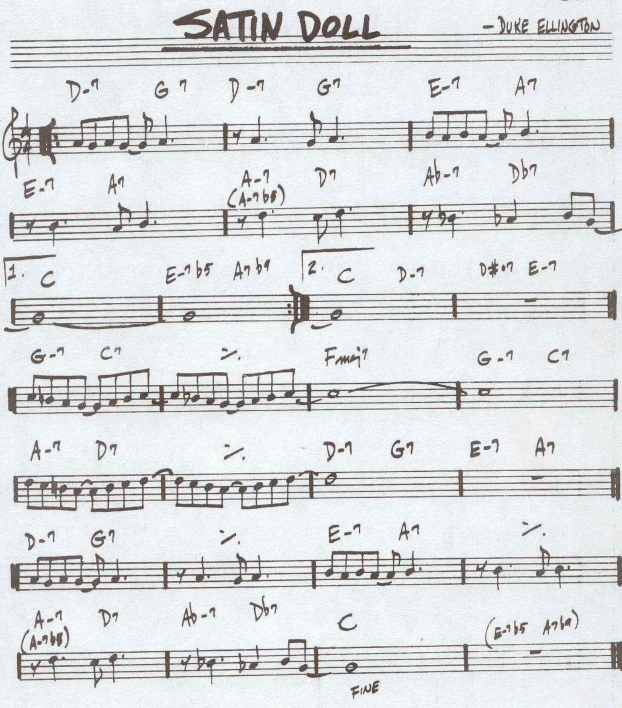 SATIN DOLL
- DUKE ELLINGTON
D-7 G7 D-7 G7 E-7 A7
E-7 A7 A-7 D7 Ab-7 Db7
(A-7b5)
1. C E-7b5 A7b9 2. C D-7 D#o7 E-7
G-7 C7 ٪ Fmaj7 G-7 C7
A-7 D7 ٪ D-7 G7 E-7 A7
D-7 G7 ٪ E-7 A7 ٪
A-7 D7 Ab-7 Db7 C (E-7b5 A7b9)
(A-7b5)
FINE